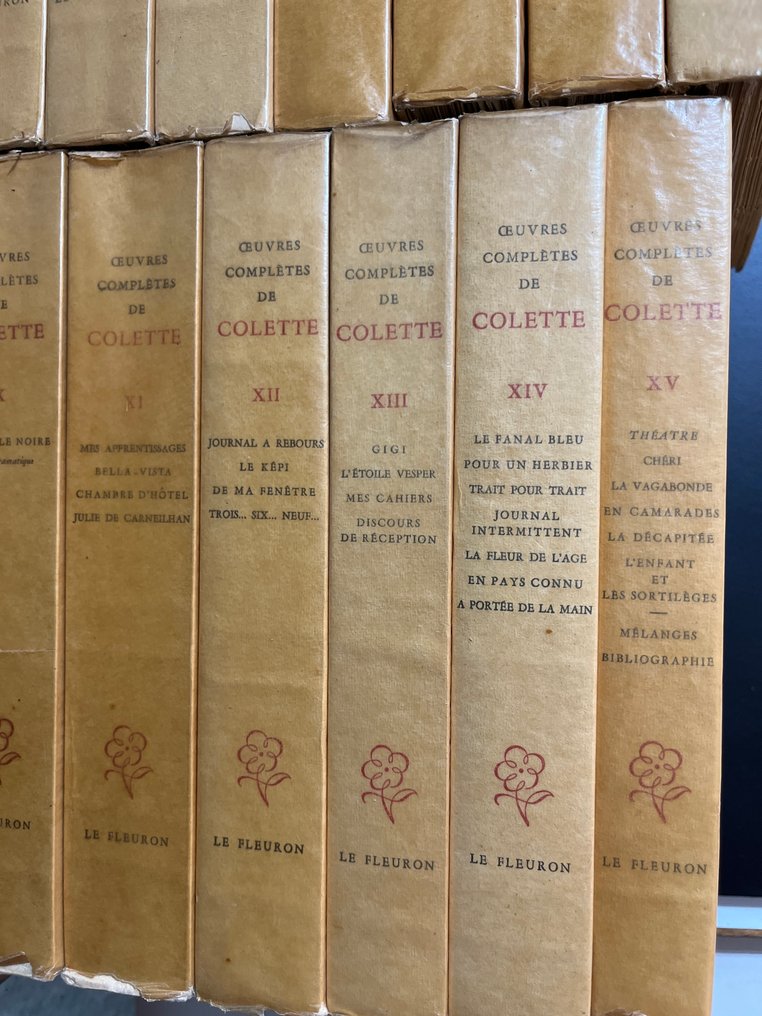 ŒUVRES
COMPLÈTES
DE
COLETTE
XI
MES APPRENTISSAGES
BELLA-VISTA
CHAMBRE D'HÔTEL
JULIE DE CARNEILHAN
LE FLEURON
ŒUVRES
COMPLÈTES
DE
COLETTE
XII
JOURNAL A REBOURS
LE KÉPI
DE MA FENÊTRE
TROIS... SIX... NEUF...
LE FLEURON
ŒUVRES
COMPLÈTES
DE
COLETTE
XIII
GIGI
L'ÉTOILE VESPER
MES CAHIERS
DISCOURS
DE RÉCEPTION
LE FLEURON
ŒUVRES
COMPLÈTES
DE
COLETTE
XIV
LE FANAL BLEU
POUR UN HERBIER
TRAIT POUR TRAIT
JOURNAL
INTERMITTENT
LA FLEUR DE L'AGE
EN PAYS CONNU
A PORTÉE DE LA MAIN
LE FLEURON
ŒUVRES
COMPLÈTES
DE
COLETTE
XV
THÉATRE
CHÉRI
LA VAGABONDE
EN CAMARADES
LA DÉCAPITÉE
L'ENFANT
ET
LES SORTILÈGES
MÉLANGES
BIBLIOGRAPHIE
LE FLEURON